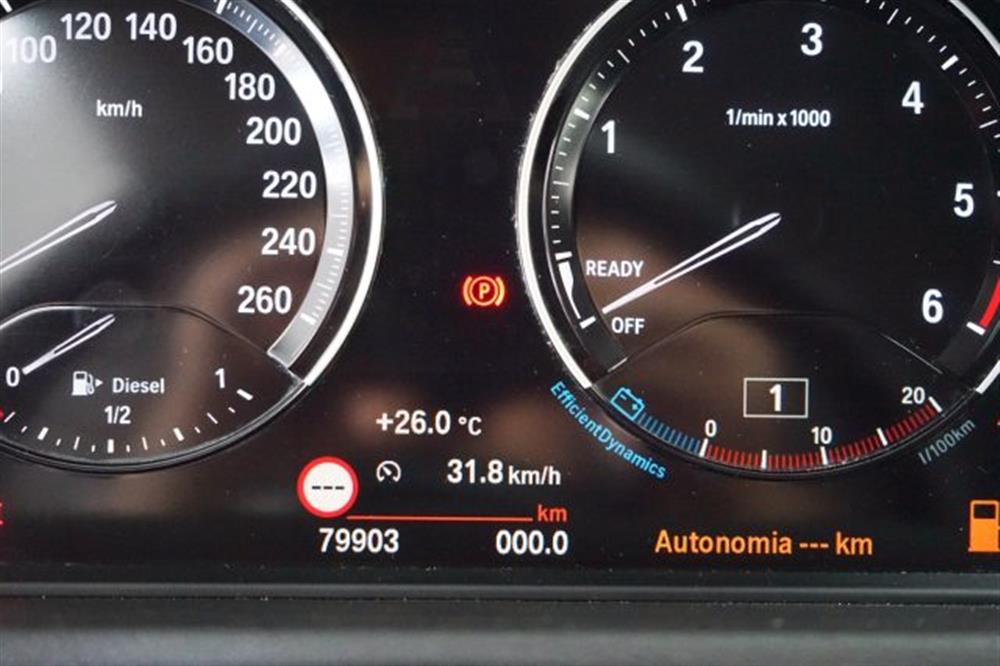 100
120
140
160
180
200
220
240
260
km/h
0
1
Diesel
1/2
P
1
2
3
4
5
6
1/min x 1000
READY
OFF
1
0
10
20
l/100km
EfficientDynamics
+26.0 °C
---
31.8 km/h
km
79903
000.0
Autonomia --- km